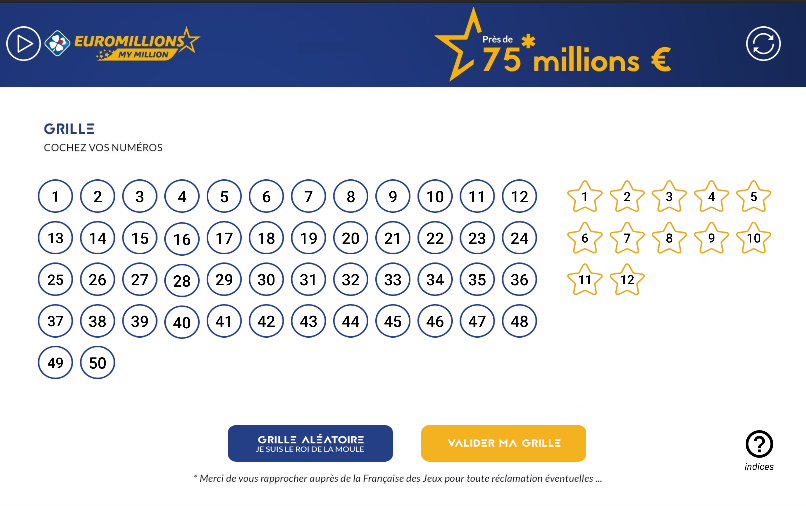 EUROMILLIONS
MY MILLION
Près de
75* millions €
GRILLE
COCHEZ VOS NUMÉROS
1 2 3 4 5 6 7 8 9 10 11 12
13 14 15 16 17 18 19 20 21 22 23 24
25 26 27 28 29 30 31 32 33 34 35 36
37 38 39 40 41 42 43 44 45 46 47 48
49 50
1 2 3 4 5
6 7 8 9 10
11 12
GRILLE ALÉATOIRE
JE SUIS LE ROI DE LA MOULE
VALIDER MA GRILLE
?
indices
* Merci de vous rapprocher auprès de la Française des Jeux pour toute réclamation éventuelles ...